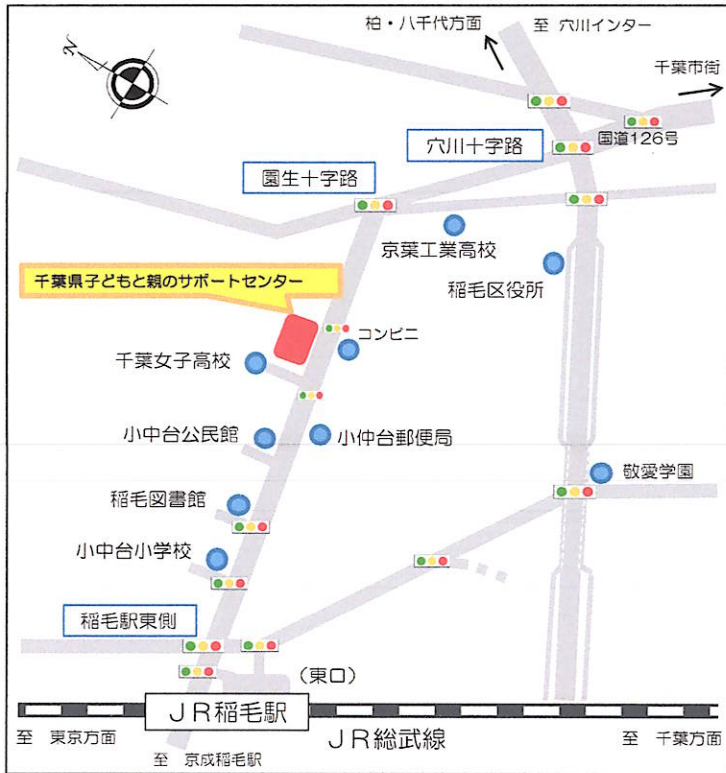 柏・八千代方面
至 穴川インター
N
千葉市街
国道126号
穴川十字路
園生十字路
京葉工業高校
稲毛区役所
千葉県子どもと親のサポートセンター
コンビニ
千葉女子高校
小中台公民館
小仲台郵便局
敬愛学園
稲毛図書館
小中台小学校
稲毛駅東側
（東口）
JR稲毛駅
至 東京方面
JR総武線
至 千葉方面
至 京成稲毛駅